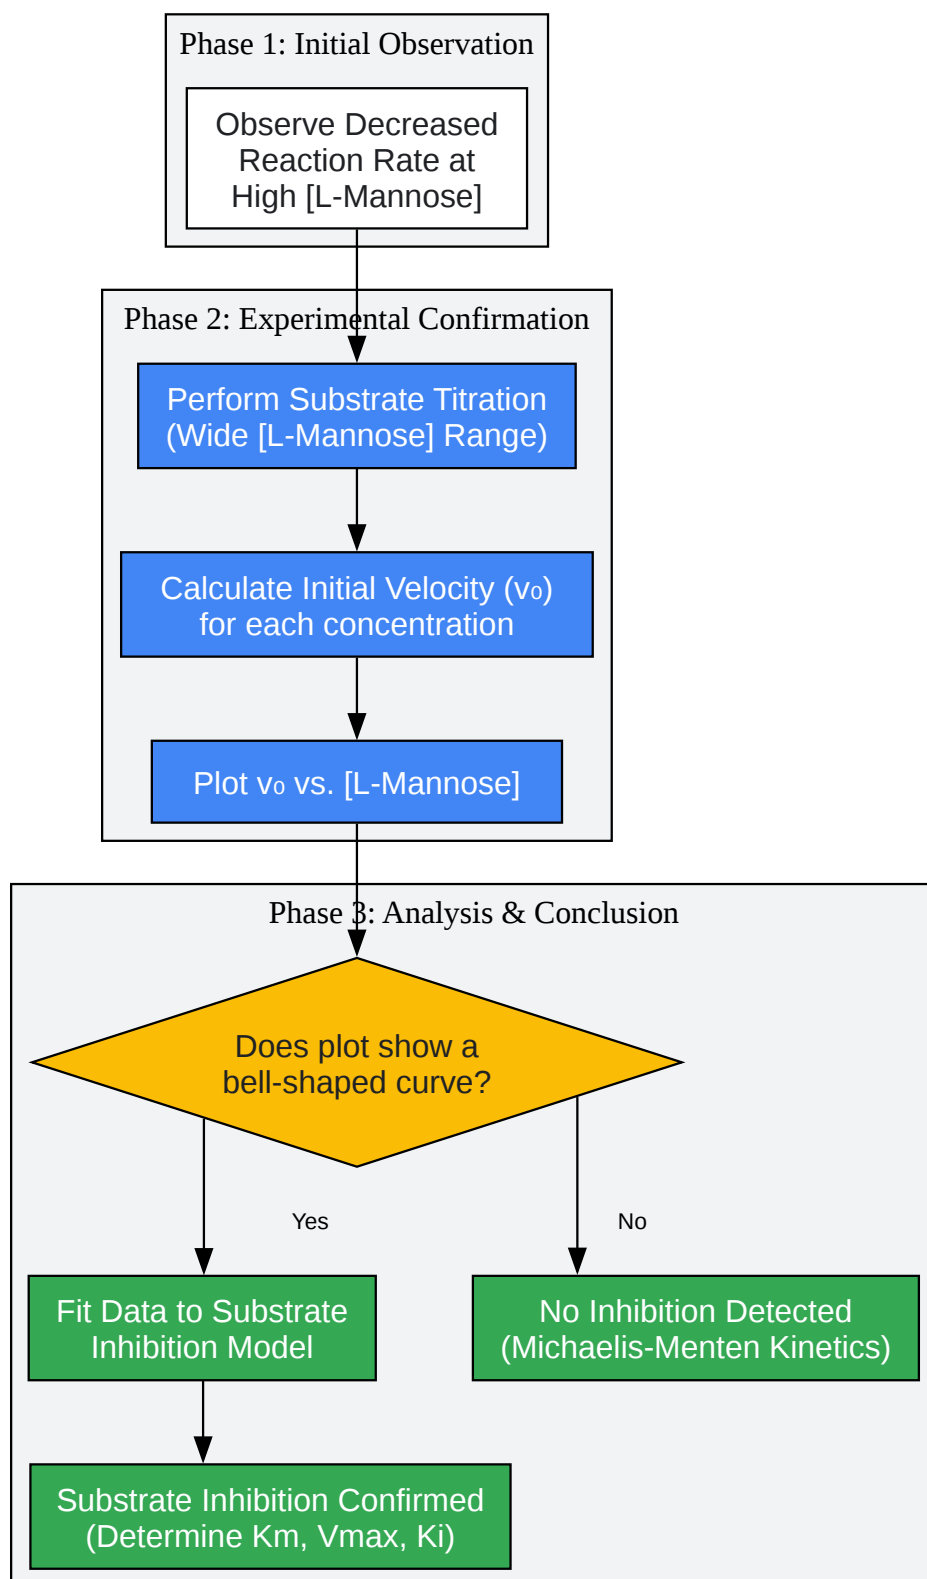 Phase 1: Initial Observation
Observe Decreased
Reaction Rate at
High [L-Mannose]
Phase 2: Experimental Confirmation
Perform Substrate Titration
(Wide [L-Mannose] Range)
Calculate Initial Velocity (v₀)
for each concentration
Plot v₀ vs. [L-Mannose]
Phase 3: Analysis & Conclusion
Does plot show a
bell-shaped curve?
Yes
No
Fit Data to Substrate
Inhibition Model
No Inhibition Detected
(Michaelis-Menten Kinetics)
Substrate Inhibition Confirmed
(Determine Km, Vmax, Ki)